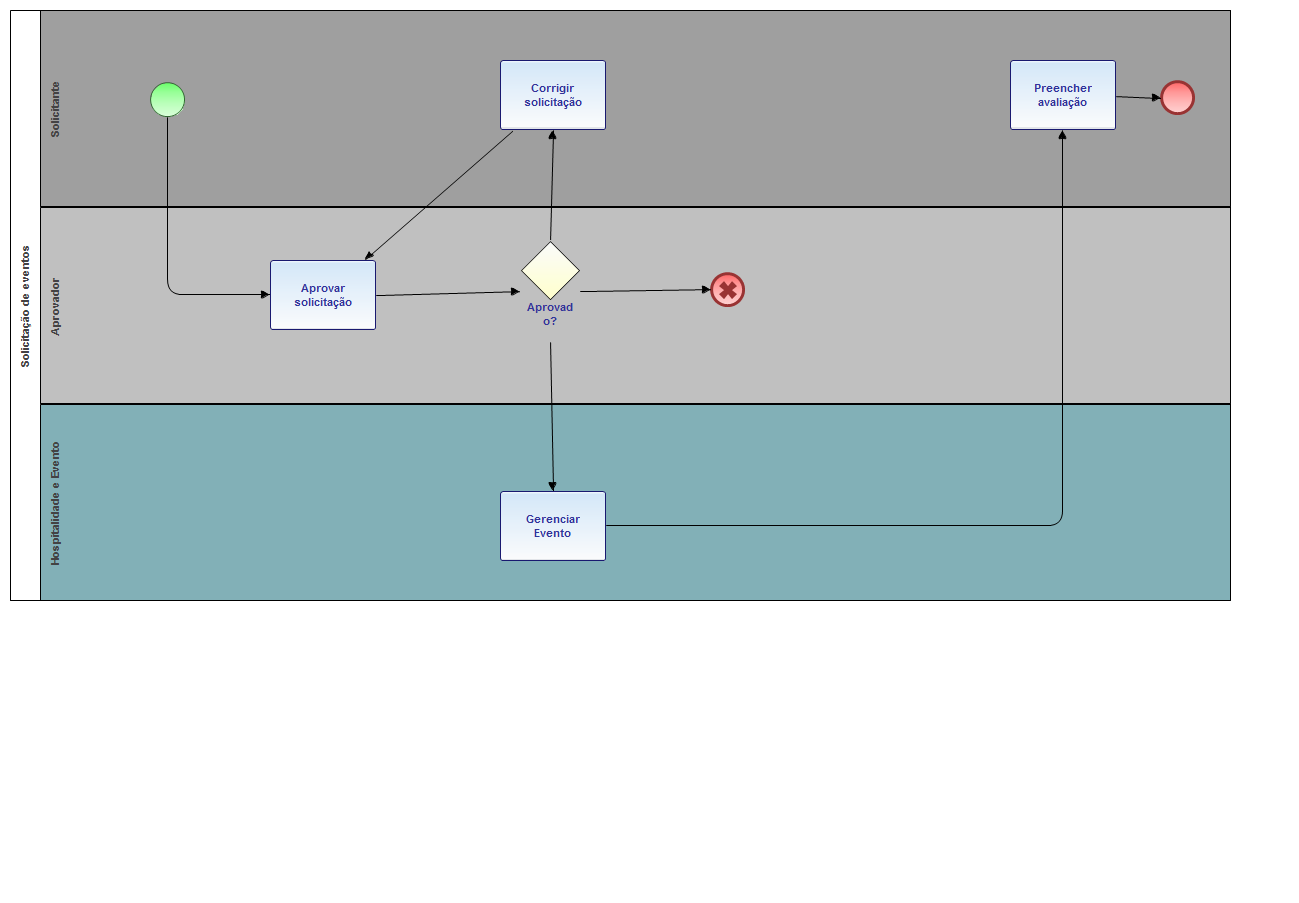 Solicitação de eventos
Solicitante
Corrigir
solicitação
Preencher
avaliação
Aprovador
Aprovar
solicitação
Aprovad
o?
Hospitalidade e Evento
Gerenciar
Evento